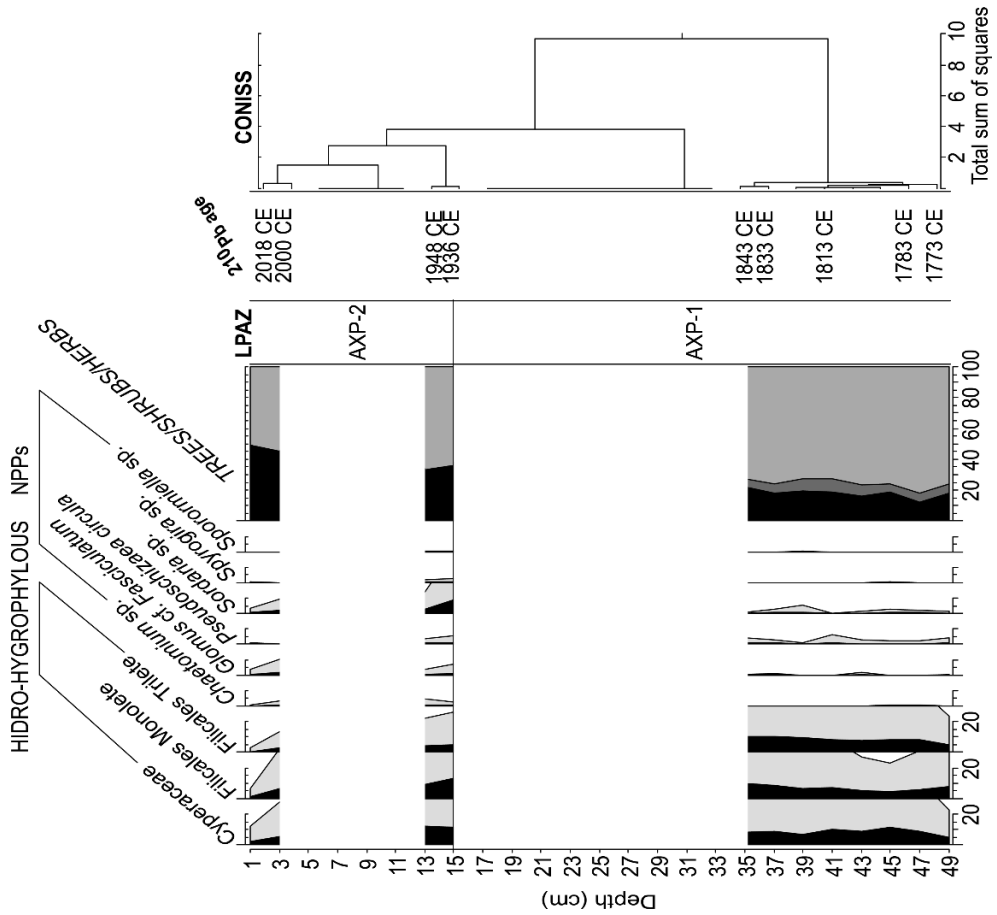 HIDRO-HYGROPHYLOUS
NPPs
Cyperaceae
Filicales Monolete
Filicales Trilete
Chaetomium sp.
Glomus cf. Fasciculatum
Pseudoschizaea circula
Sordaria sp.
Spyrogira sp.
Sporormiella sp.
TREES/SHRUBS/HERBS
LPAZ
210Pb age
CONISS
AXP-2
AXP-1
2018 CE
2000 CE
1948 CE
1936 CE
1843 CE
1833 CE
1813 CE
1783 CE
1773 CE
2 4 6 8 10
Total sum of squares
20
20
20
20 40 60 80 100
1 3 5 7 9 11 13 15 17 19 21 23 25 27 29 31 33 35 37 39 41 43 45 47 49
Depth (cm)